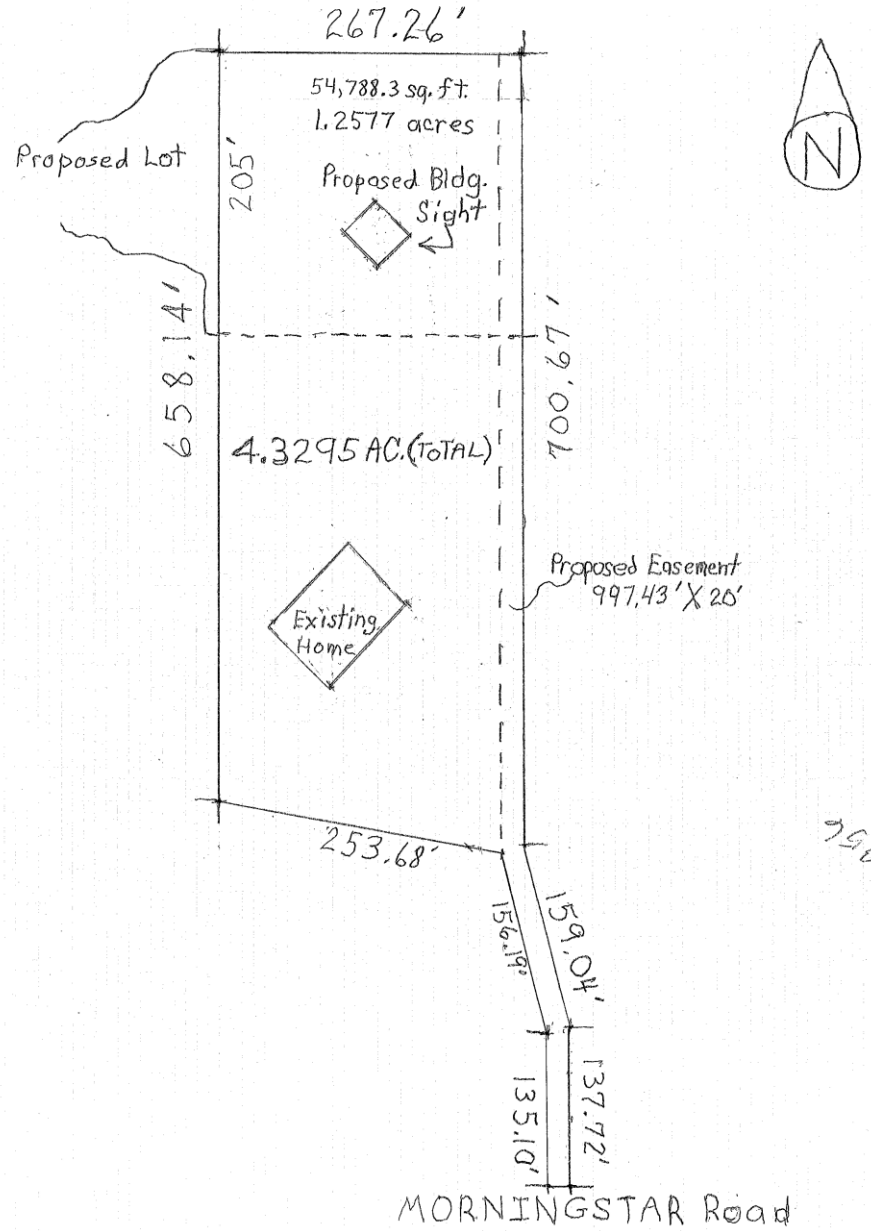 267.26'
54,788.3 sq. ft.
1.2577 acres
N
Proposed Lot
205'
Proposed Bldg.
Sight
658.14'
700.67'
4.3295 AC. (TOTAL)
Proposed Easement
997.43' X 20'
Existing
Home
253.68'
156.19'
159.04'
135.10'
137.72'
MORNINGSTAR Road